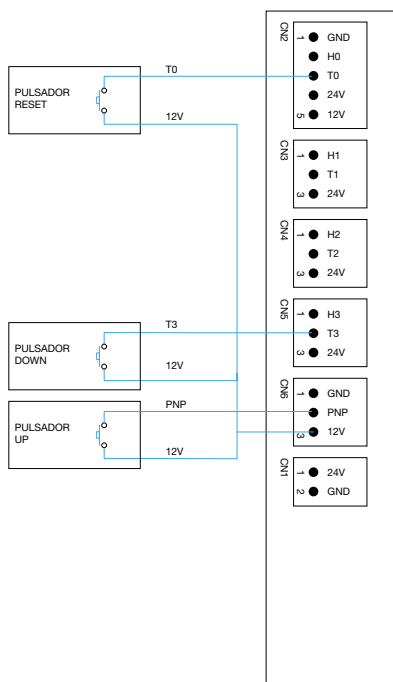 PULSADOR
RESET
T0
12V
PULSADOR
DOWN
T3
12V
PULSADOR
UP
PNP
12V
CN2
1 GND
H0
T0
24V
5 12V
CN3
1 H1
T1
3 24V
CN4
1 H2
T2
3 24V
CN5
1 H3
T3
3 24V
CN6
1 GND
PNP
3 12V
CN1
1 24V
2 GND